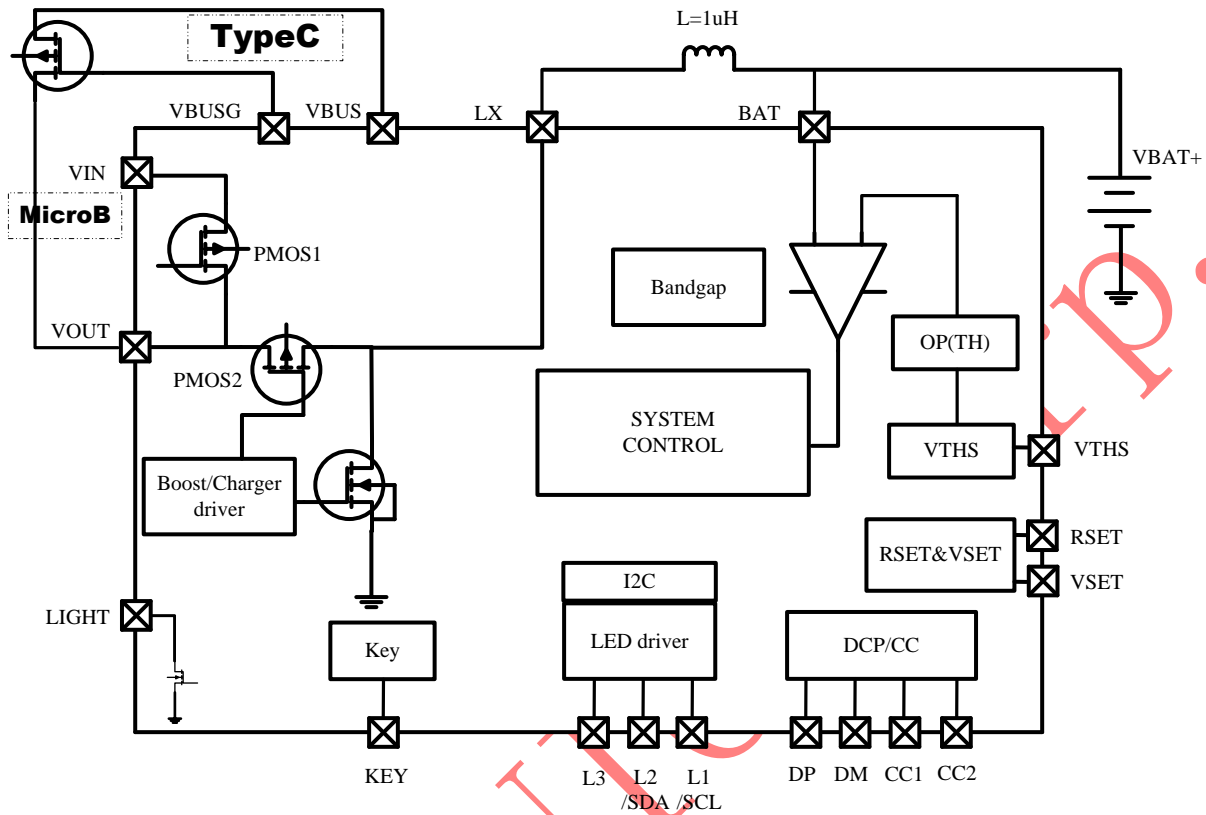 L=1uH
TypeC
VBUSG
VBUS
LX
BAT
VIN
VBAT+
MicroB
PMOS1
Bandgap
VOUT
OP(TH)
PMOS2
SYSTEM
CONTROL
VTHS
VTHS
Boost/Charger
driver
RSET&VSET
RSET
VSET
I2C
LIGHT
Key
LED driver
DCP/CC
KEY
L3
L2
/SDA
L1
/SCL
DP
DM
CC1
CC2